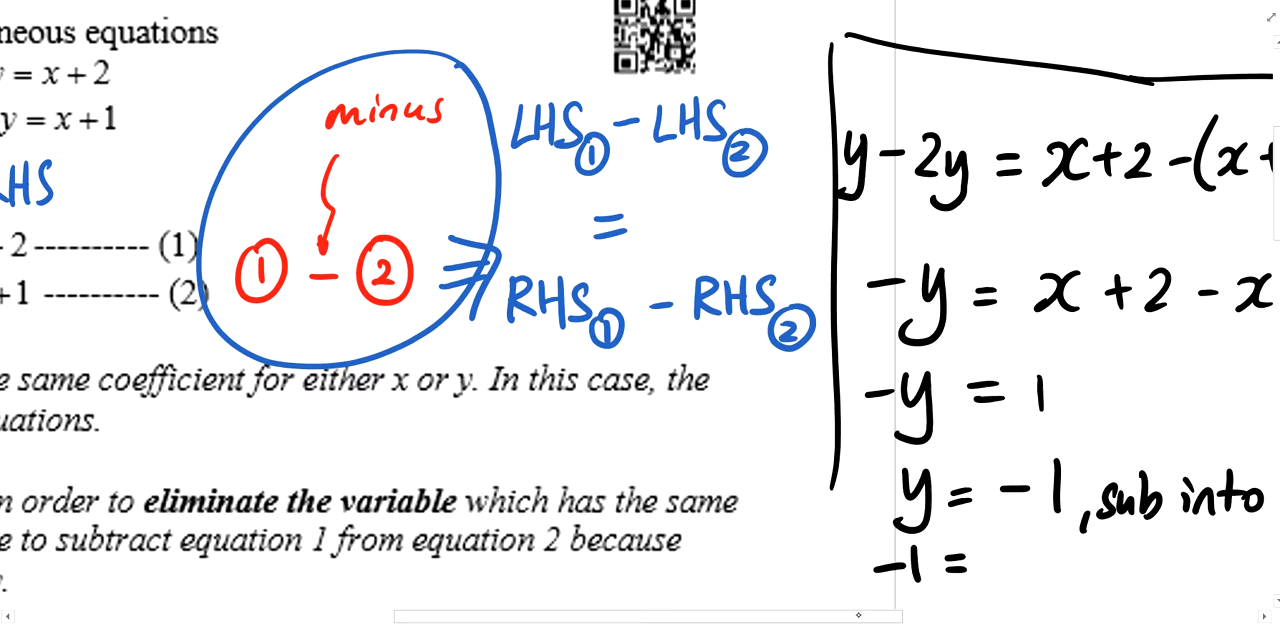 neous equations
y = x + 2
y = x + 1
HS
minus
LHS① - LHS②
=
RHS① - RHS②
2 ---------- (1)
+1 ---------- (2)
① - ②
e same coefficient for either x or y. In this case, the
uations.
n order to eliminate the variable which has the same
e to subtract equation 1 from equation 2 because
y - 2y = x + 2 - (x +
-y = x + 2 - x
-y = 1
y = -1, sub into
-1 =